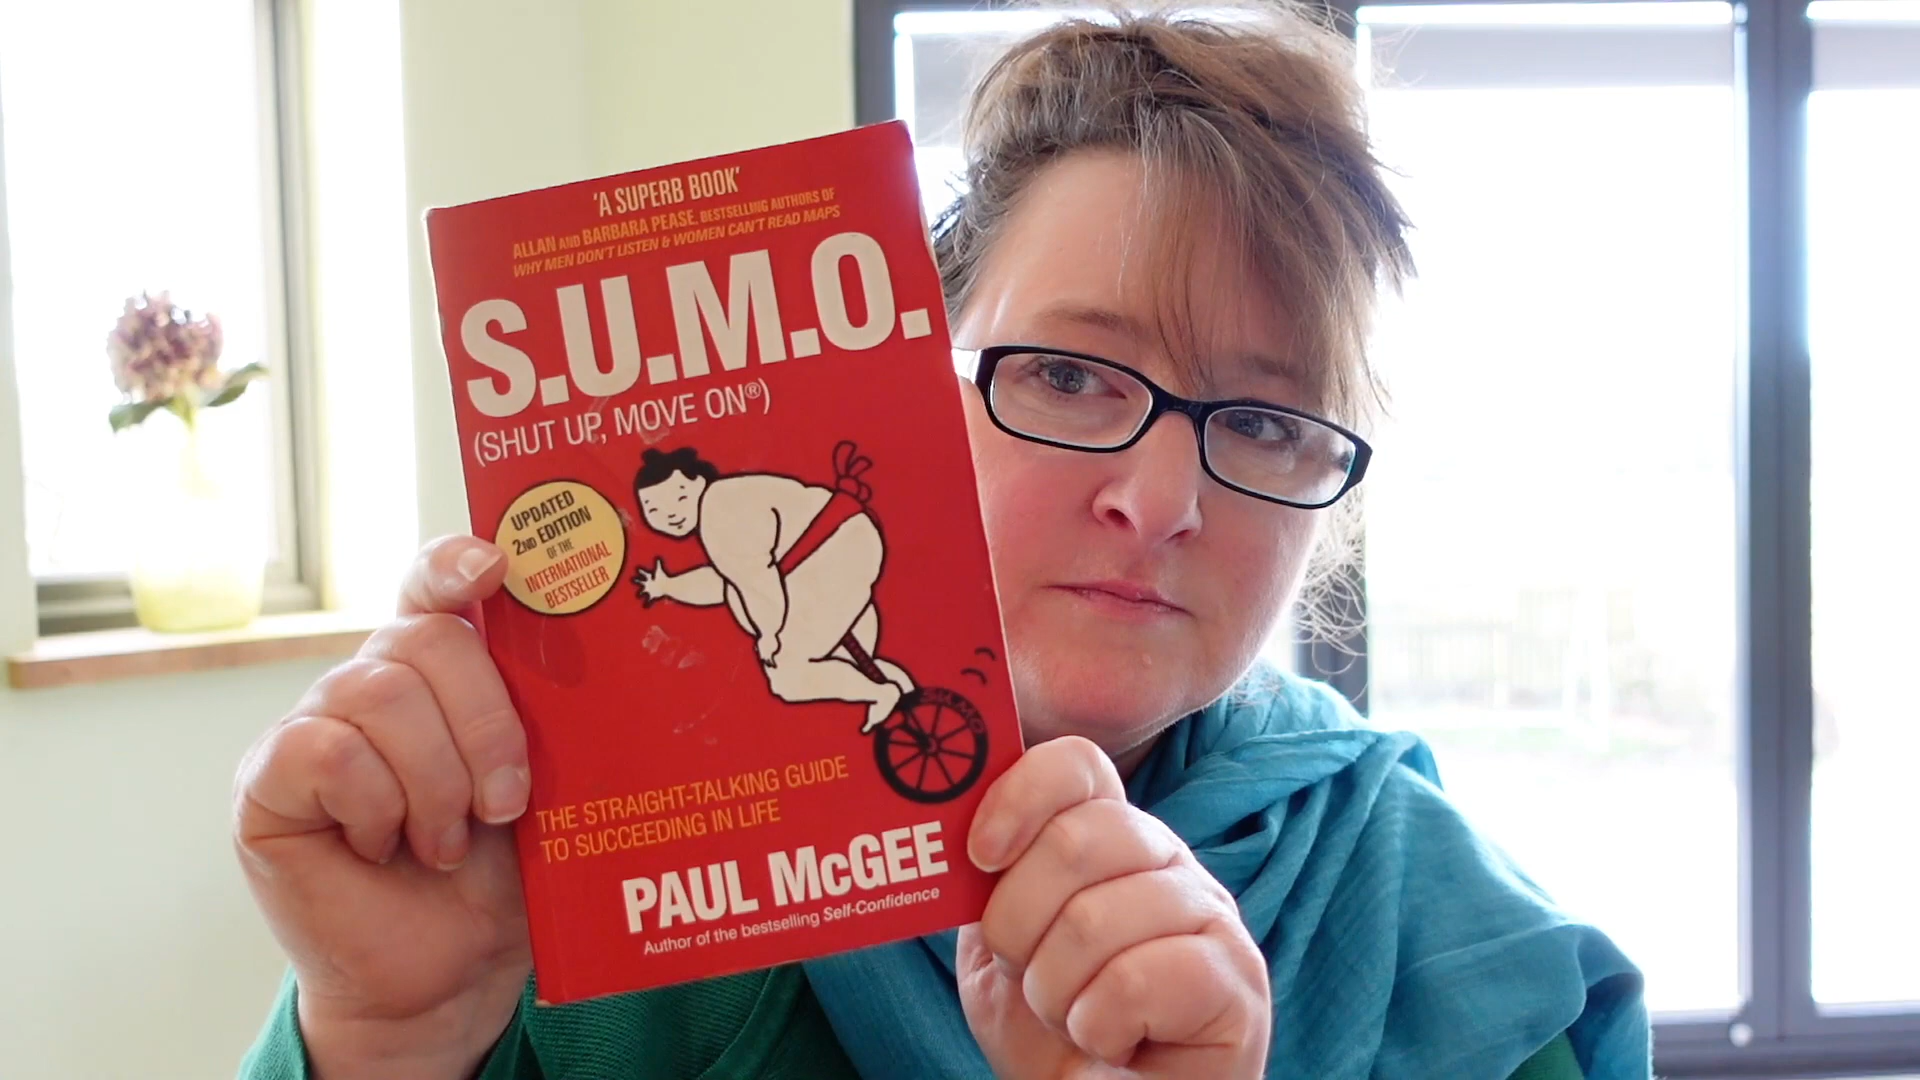 'A SUPERB BOOK'
ALLAN AND BARBARA PEASE, BESTSELLING AUTHORS OF
WHY MEN DON'T LISTEN & WOMEN CAN'T READ MAPS
S.U.M.O.
(SHUT UP, MOVE ON®)
UPDATED
2ND EDITION
OF THE
INTERNATIONAL
BESTSELLER
SUMO
THE STRAIGHT-TALKING GUIDE
TO SUCCEEDING IN LIFE
PAUL McGEE
Author of the bestselling Self-Confidence